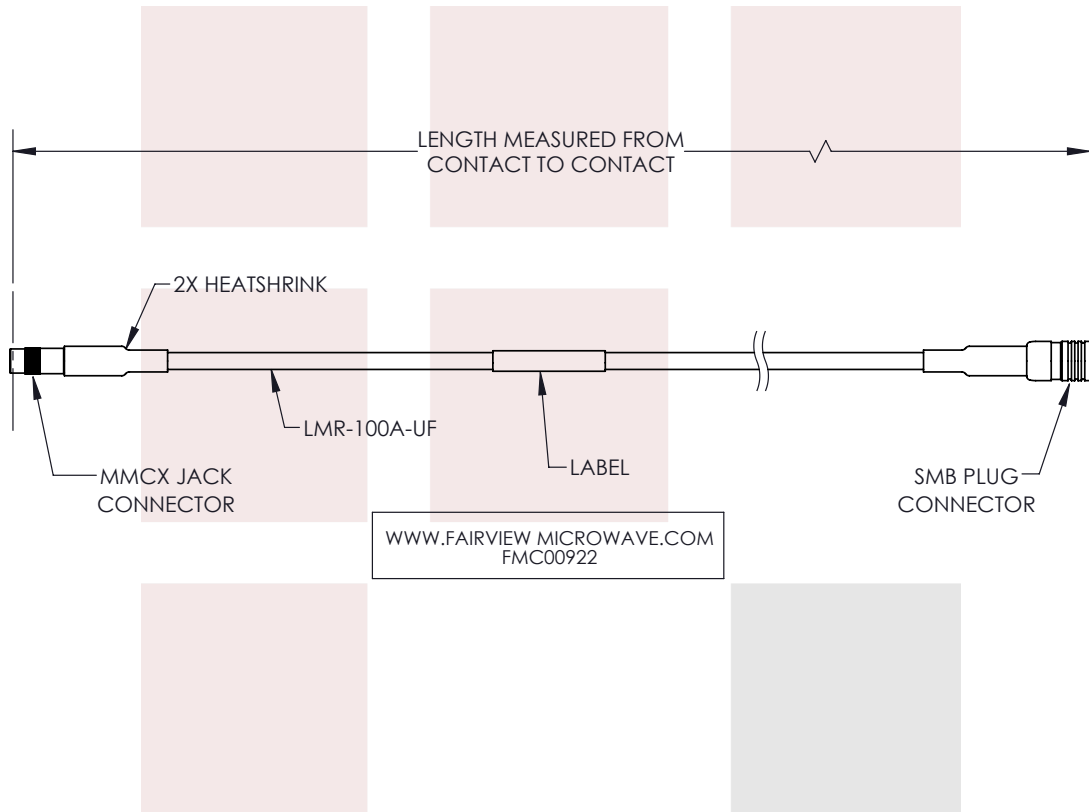 LENGTH MEASURED FROM
CONTACT TO CONTACT
2X HEATSHRINK
LMR-100A-UF
LABEL
MMCX JACK
CONNECTOR
SMB PLUG
CONNECTOR
WWW.FAIRVIEW MICROWAVE.COM
FMC00922